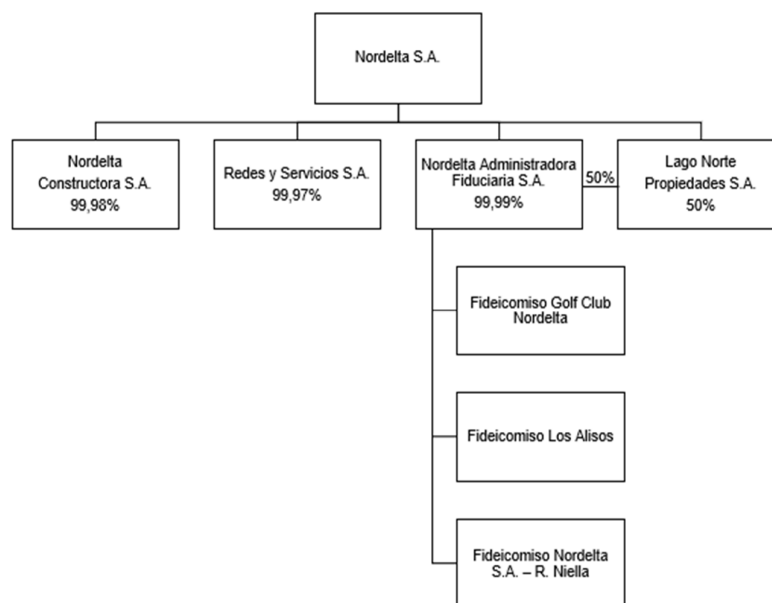 Nordelta S.A.
Nordelta
Constructora S.A.
99,98%
Redes y Servicios S.A.
99,97%
Nordelta Administradora
Fiduciaria S.A.
99,99%
50%
Lago Norte
Propiedades S.A.
50%
Fideicomiso Golf Club
Nordelta
Fideicomiso Los Alisos
Fideicomiso Nordelta
S.A. – R. Niella